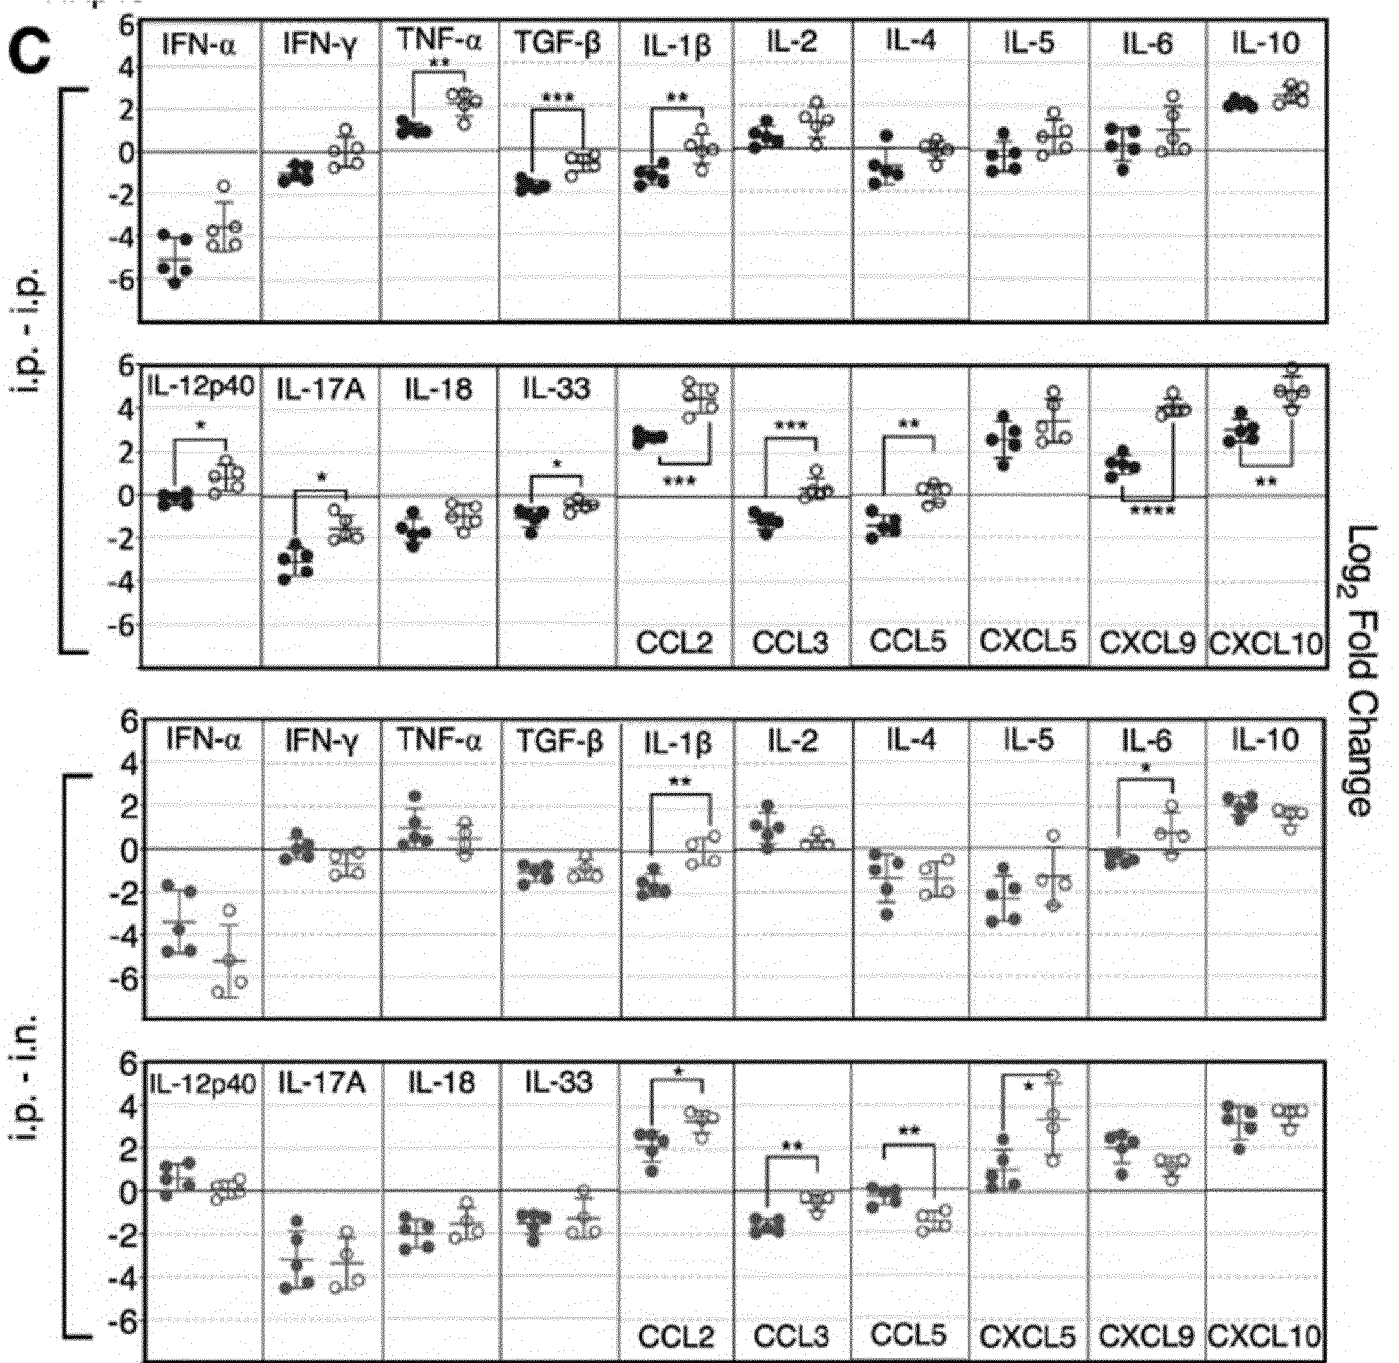 C
IFN-α IFN-γ TNF-α TGF-β IL-1β IL-2 IL-4 IL-5 IL-6 IL-10
** *** **
6
4
2
0
-2
-4
-6
i.p. - i.p.
IL-12p40 IL-17A IL-18 IL-33
* * * *** *** ** **** **
6
4
2
0
-2
-4
-6
CCL2 CCL3 CCL5 CXCL5 CXCL9 CXCL10
Log2 Fold Change
IFN-α IFN-γ TNF-α TGF-β IL-1β IL-2 IL-4 IL-5 IL-6 IL-10
** *
6
4
2
0
-2
-4
-6
i.p. - i.n.
IL-12p40 IL-17A IL-18 IL-33
* ** ** *
6
4
2
0
-2
-4
-6
CCL2 CCL3 CCL5 CXCL5 CXCL9 CXCL10